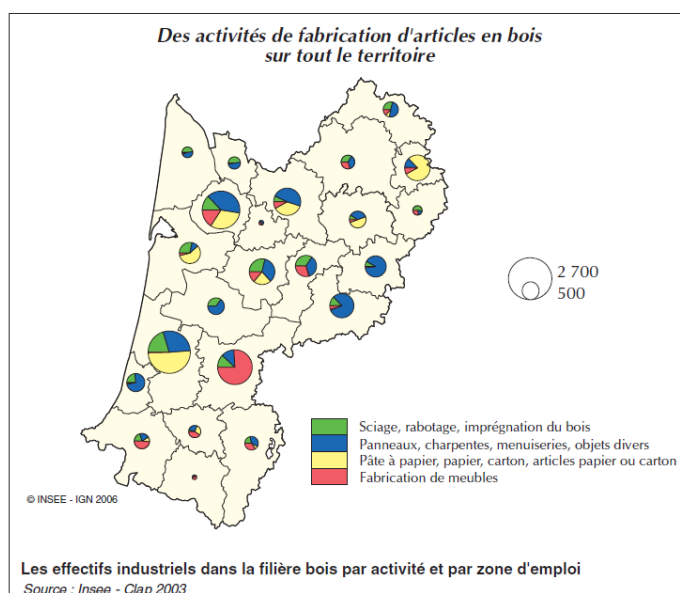 Des activités de fabrication d'articles en bois
sur tout le territoire
2 700
500
Sciage, rabotage, imprégnation du bois
Panneaux, charpentes, menuiseries, objets divers
Pâte à papier, papier, carton, articles papier ou carton
Fabrication de meubles
© INSEE - IGN 2006
Les effectifs industriels dans la filière bois par activité et par zone d'emploi
Source : Insee - Clap 2003